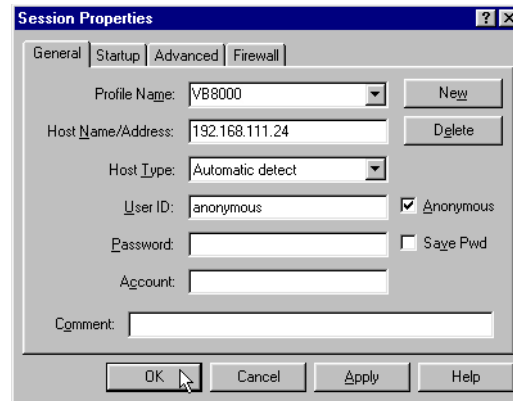 Session Properties
General Startup Advanced Firewall
Profile Name: VB8000 New
Host Name/Address: 192.168.111.24 Delete
Host Type: Automatic detect
User ID: anonymous Anonymous
Password: Save Pwd
Account:
Comment:
OK Cancel Apply Help